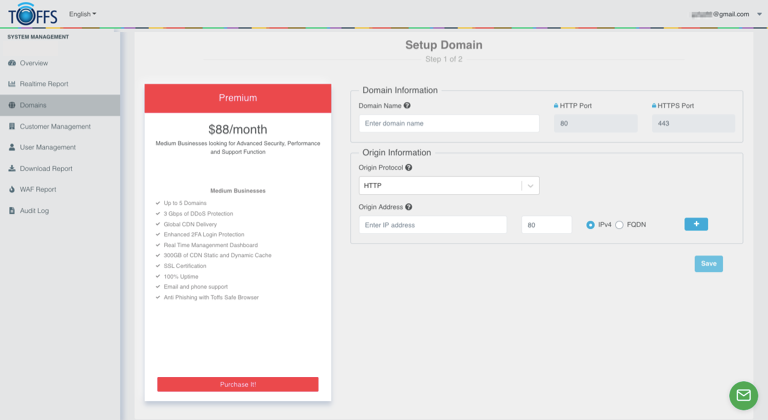 TOFFS
English
@gmail.com
SYSTEM MANAGEMENT
Overview
Realtime Report
Domains
Customer Management
User Management
Download Report
WAF Report
Audit Log
Setup Domain
Step 1 of 2
Premium
$88/month
Medium Businesses looking for Advanced Security, Performance
and Support Function
Medium Businesses
Up to 5 Domains
3 Gbps of DDoS Protection
Global CDN Delivery
Enhanced 2FA Login Protection
Real Time Management Dashboard
300GB of CDN Static and Dynamic Cache
SSL Certification
100% Uptime
Email and phone support
Anti Phishing with Toffs Safe Browser
Purchase It!
Domain Information
Domain Name
HTTP Port
HTTPS Port
Enter domain name
80
443
Origin Information
Origin Protocol
HTTP
Origin Address
Enter IP address
80
IPv4
FQDN
+
Save